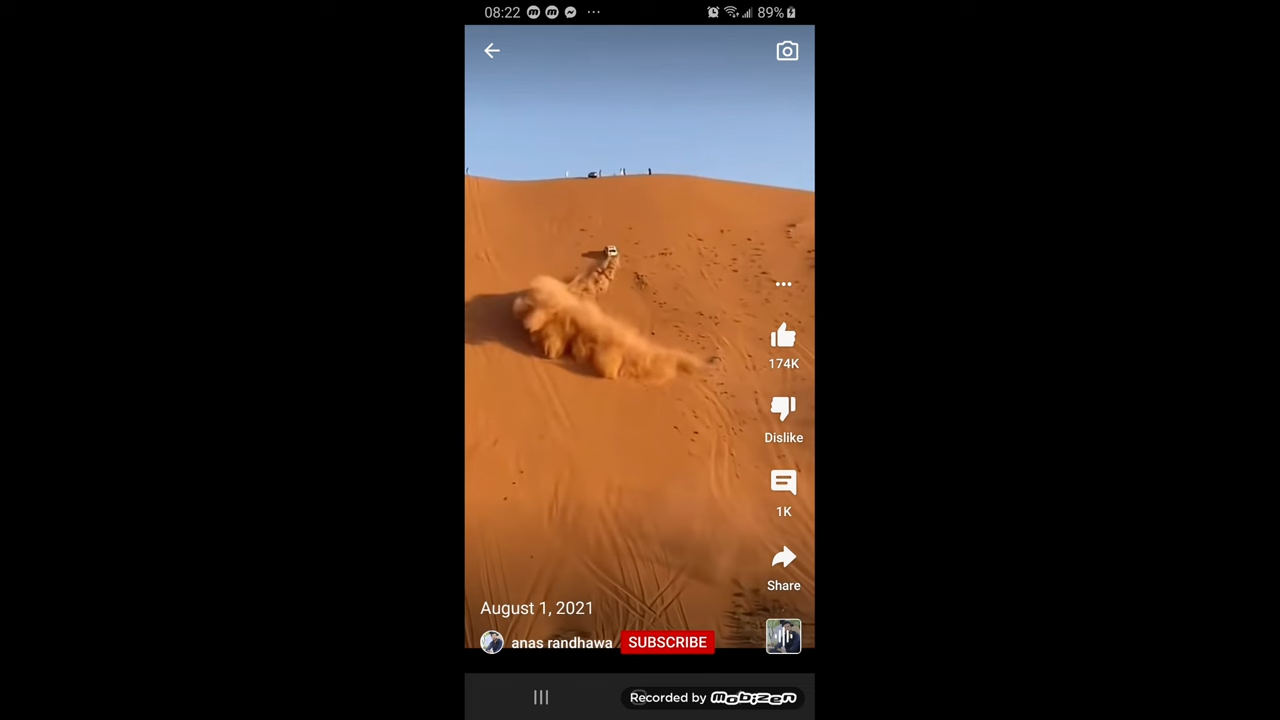 08:22
89%
174K
Dislike
1K
Share
August 1, 2021
anas randhawa
SUBSCRIBE
Recorded by MOBIZEN